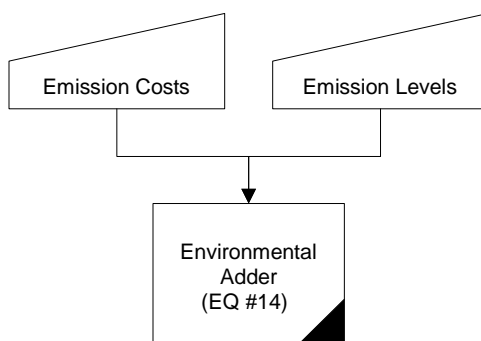 Emission Costs
Emission Levels
Environmental
Adder
(EQ #14)